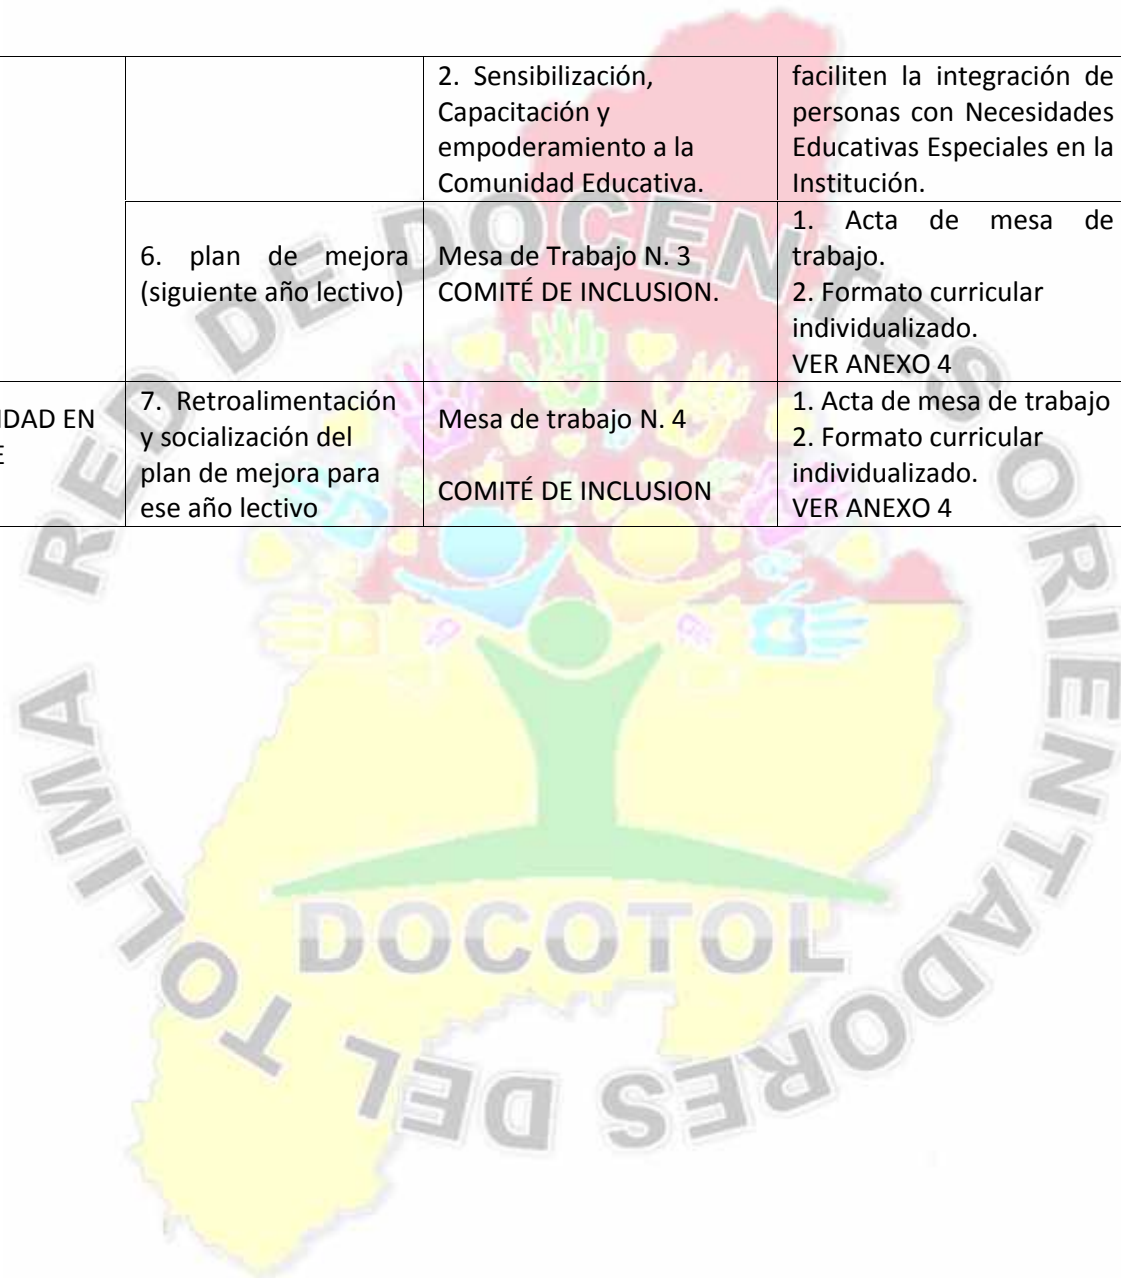 2. Sensibilización,
Capacitación y
empoderamiento a la
Comunidad Educativa.
faciliten la integración de
personas con Necesidades
Educativas Especiales en la
Institución.
6. plan de mejora
(siguiente año lectivo)
Mesa de Trabajo N. 3
COMITÉ DE INCLUSION.
1. Acta de mesa de
trabajo.
2. Formato curricular
individualizado.
VER ANEXO 4
IDAD EN
E
7. Retroalimentación
y socialización del
plan de mejora para
ese año lectivo
Mesa de trabajo N. 4
COMITÉ DE INCLUSION
1. Acta de mesa de trabajo
2. Formato curricular
individualizado.
VER ANEXO 4
RED DE DOCENTES ORIENTADORES DEL TOLIMA
DOCOTOL